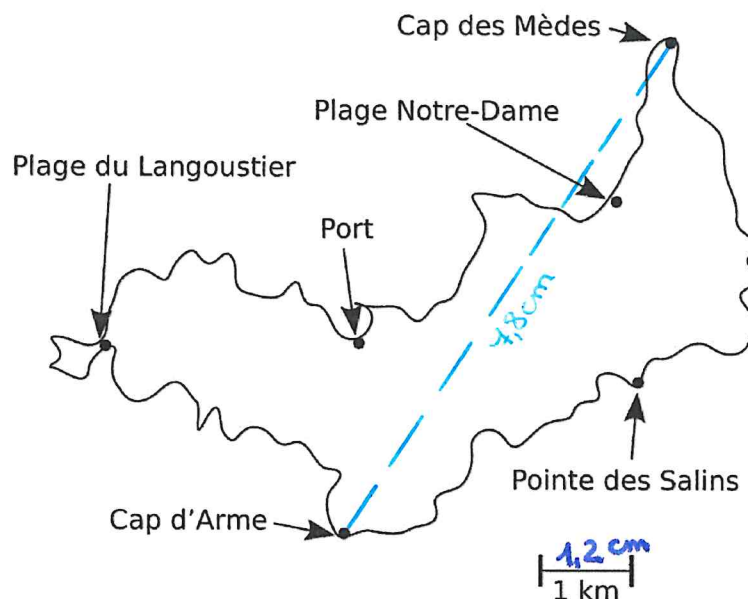 Cap des Mèdes
Plage Notre-Dame
Plage du Langoustier
Port
7,8cm
Pointe des Salins
Cap d'Arme
1,2 cm
1 km